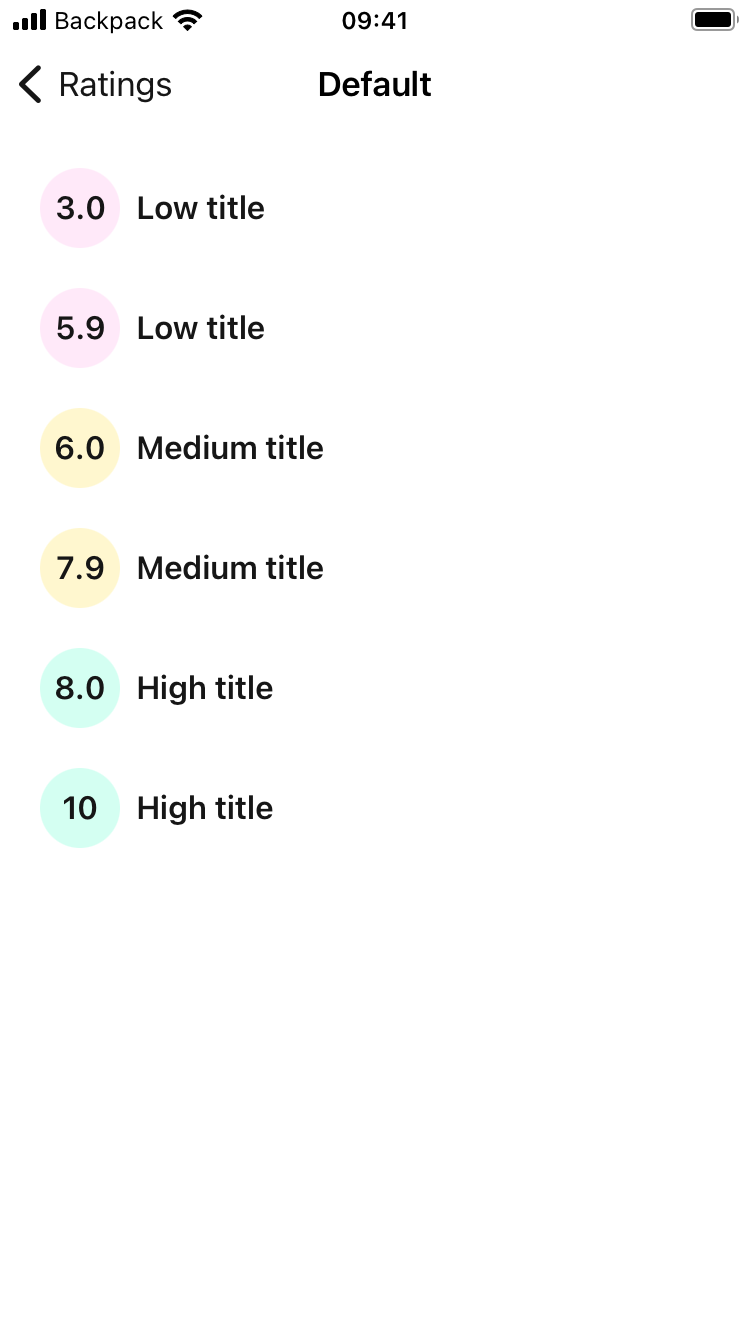 Backpack 09:41
Ratings Default
3.0 Low title
5.9 Low title
6.0 Medium title
7.9 Medium title
8.0 High title
10 High title